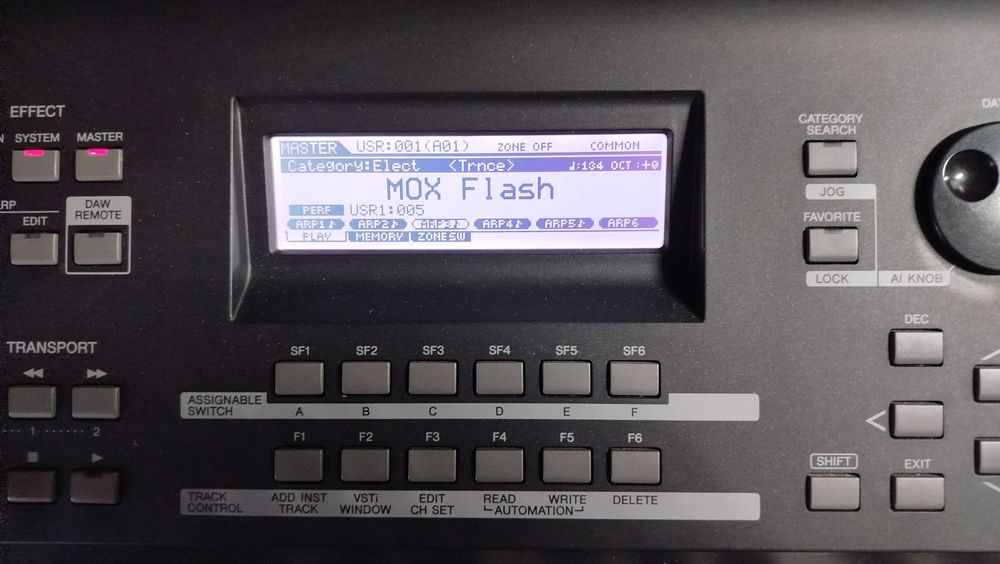 EFFECT
SYSTEM MASTER
EDIT
DAW
REMOTE
TRANSPORT
1 2
MASTER USR:001(A01) ZONE OFF COMMON
Category:Elect <Trnce> ♩:134 OCT:+0
MOX Flash
PERF USR1:005
ARP1♪ ARP2♪ ARP3♪ ARP4♪ ARP5♪ ARP6
PLAY MEMORY ZONESW
SF1 SF2 SF3 SF4 SF5 SF6
ASSIGNABLE
SWITCH A B C D E F
F1 F2 F3 F4 F5 F6
TRACK
CONTROL
ADD INST
TRACK
VSTi
WINDOW
EDIT
CH SET
READ WRITE
AUTOMATION
DELETE
CATEGORY
SEARCH
JOG
FAVORITE
LOCK AI KNOB
DEC
SHIFT EXIT